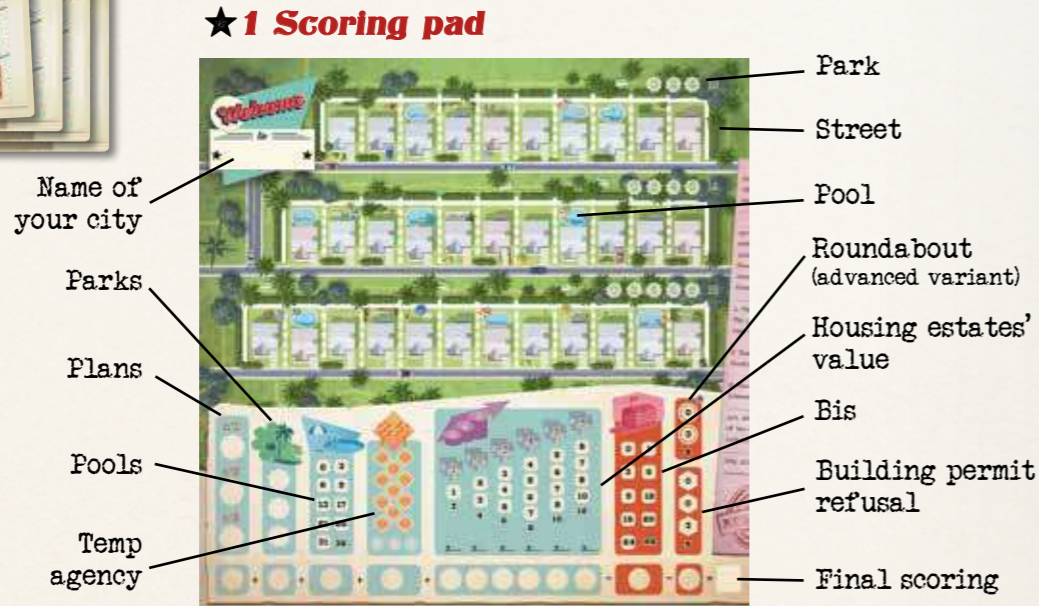 ★1 Scoring pad
Park
Street
Name of
your city
Pool
Roundabout
(advanced variant)
Parks
Housing estates'
value
Plans
Bis
Pools
Building permit
refusal
Temp
agency
Final scoring
Welcome
to